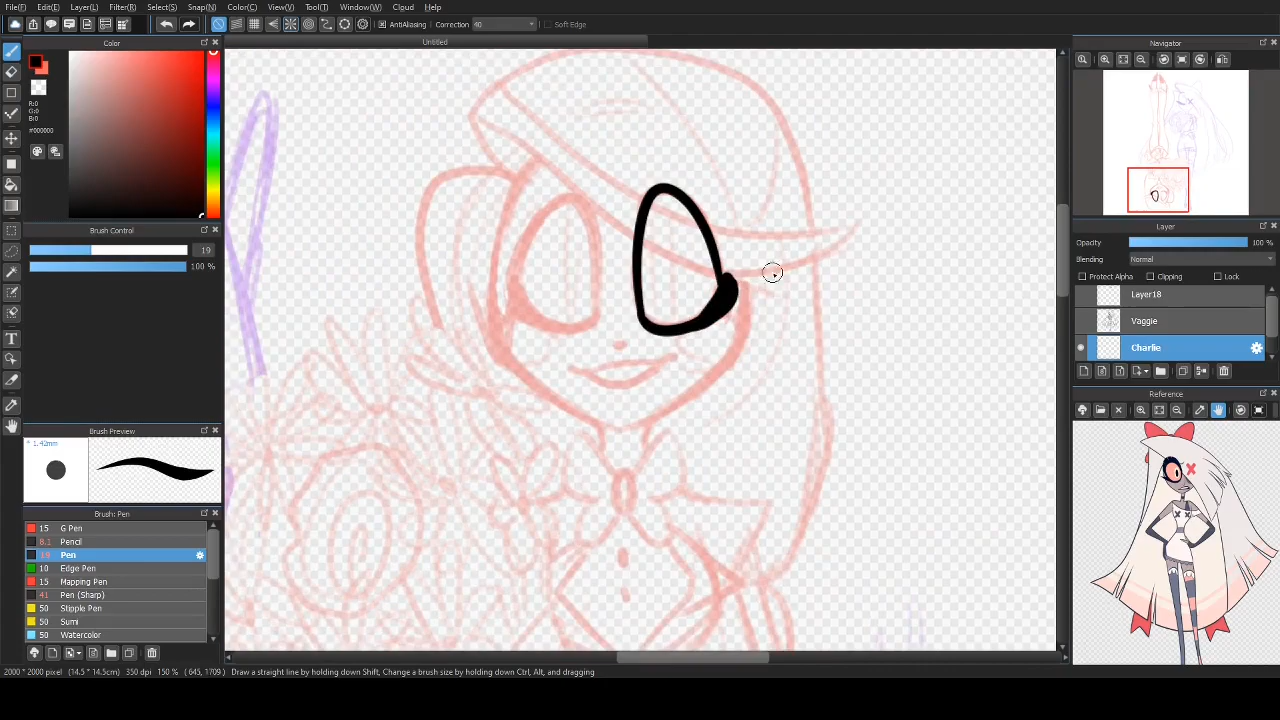 File(F) Edit(E) Layer(L) Filter(R) Select(S) Snap(N) Color(C) View(V) Tool(T) Window(W) Cloud Help
AntiAliasing Correction 40 Soft Edge
Color
Untitled
Navigator
R:0
G:0
B:0
#000000
Brush Control
19
100 %
Layer
Opacity 100 %
Blending Normal
Protect Alpha Clipping Lock
Layer18
Vaggie
Charlie
Reference
Brush Preview
* 1.42mm
Brush: Pen
15 G Pen
8.1 Pencil
19 Pen
10 Edge Pen
15 Mapping Pen
41 Pen (Sharp)
50 Stipple Pen
50 Sumi
50 Watercolor
2000 * 2000 pixel (14.5 * 14.5cm) 350 dpi 150 % ( 645, 1709 ) Draw a straight line by holding down Shift, Change a brush size by holding down Ctrl, Alt, and dragging